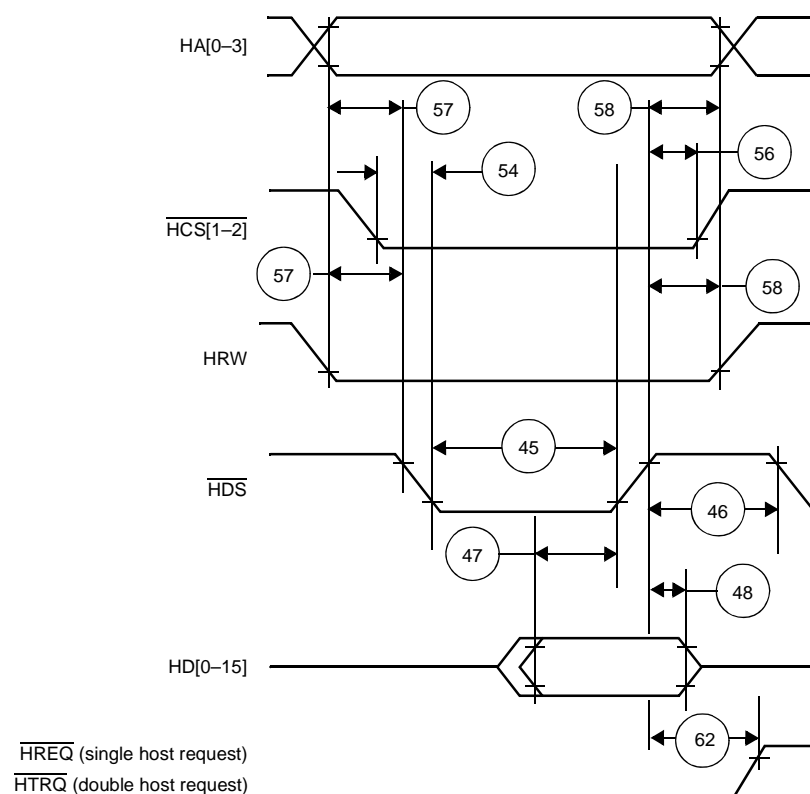 HA[0–3]
57
58
56
54
HCS[1–2]
57
58
HRW
45
HDS
46
47
48
HD[0–15]
62
HREQ (single host request)
HTRQ (double host request)